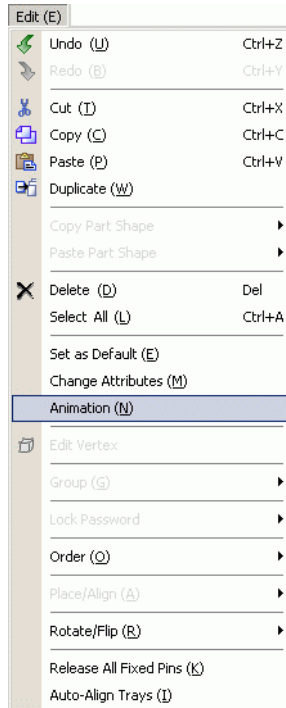 Edit (E)
Undo (U) Ctrl+Z
Redo (B) Ctrl+Y
Cut (T) Ctrl+X
Copy (C) Ctrl+C
Paste (P) Ctrl+V
Duplicate (W)
Copy Part Shape
Paste Part Shape
Delete (D) Del
Select All (L) Ctrl+A
Set as Default (E)
Change Attributes (M)
Animation (N)
Edit Vertex
Group (G)
Lock Password
Order (O)
Place/Align (A)
Rotate/Flip (R)
Release All Fixed Pins (K)
Auto-Align Trays (I)